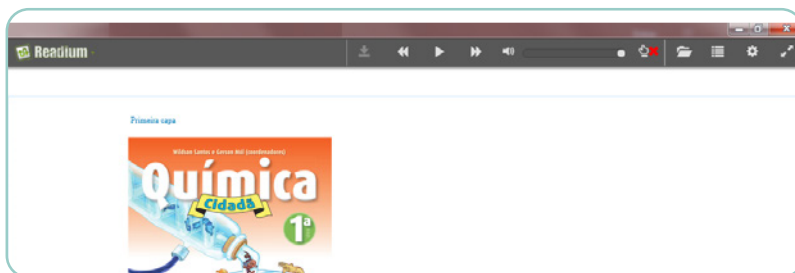 Readium
Primeira capa
Wildson Santos e Gerson Mól (coordenadores)
Química
Cidadã
1ª